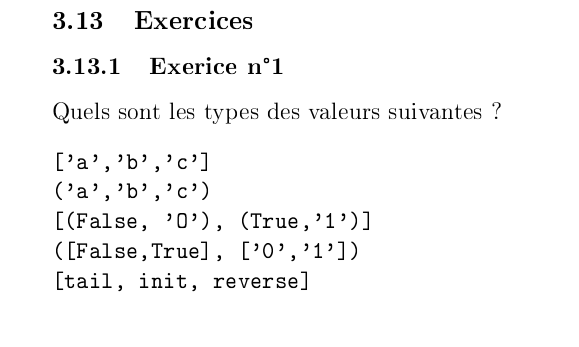 3.13 Exercices
3.13.1 Exerice n°1
Quels sont les types des valeurs suivantes ?
['a','b','c']
('a','b','c')
[(False, '0'), (True,'1')]
([False,True], ['0','1'])
[tail, init, reverse]